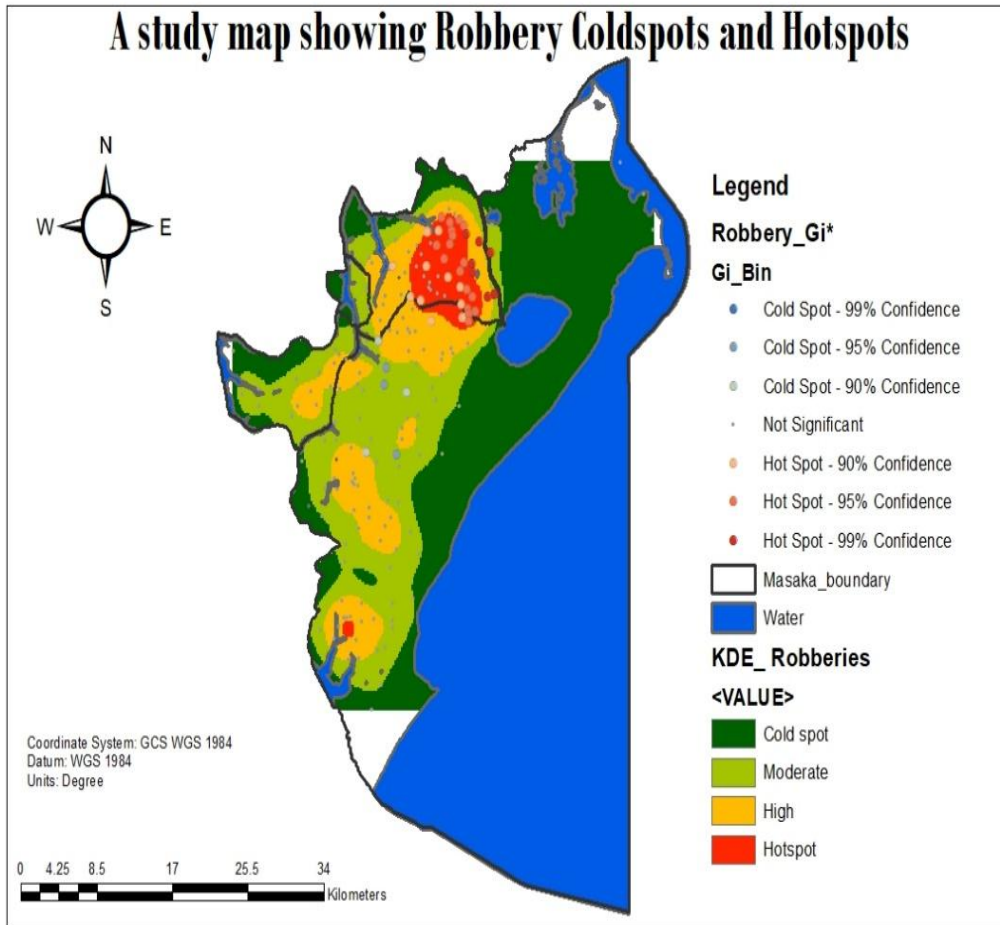 A study map showing Robbery Coldspots and Hotspots
N
W E
S
Legend
Robbery_Gi*
Gi_Bin
Cold Spot - 99% Confidence
Cold Spot - 95% Confidence
Cold Spot - 90% Confidence
Not Significant
Hot Spot - 90% Confidence
Hot Spot - 95% Confidence
Hot Spot - 99% Confidence
Masaka_boundary
Water
KDE_ Robberies
<VALUE>
Cold spot
Moderate
High
Hotspot
Coordinate System: GCS WGS 1984
Datum: WGS 1984
Units: Degree
0 4.25 8.5 17 25.5 34
Kilometers